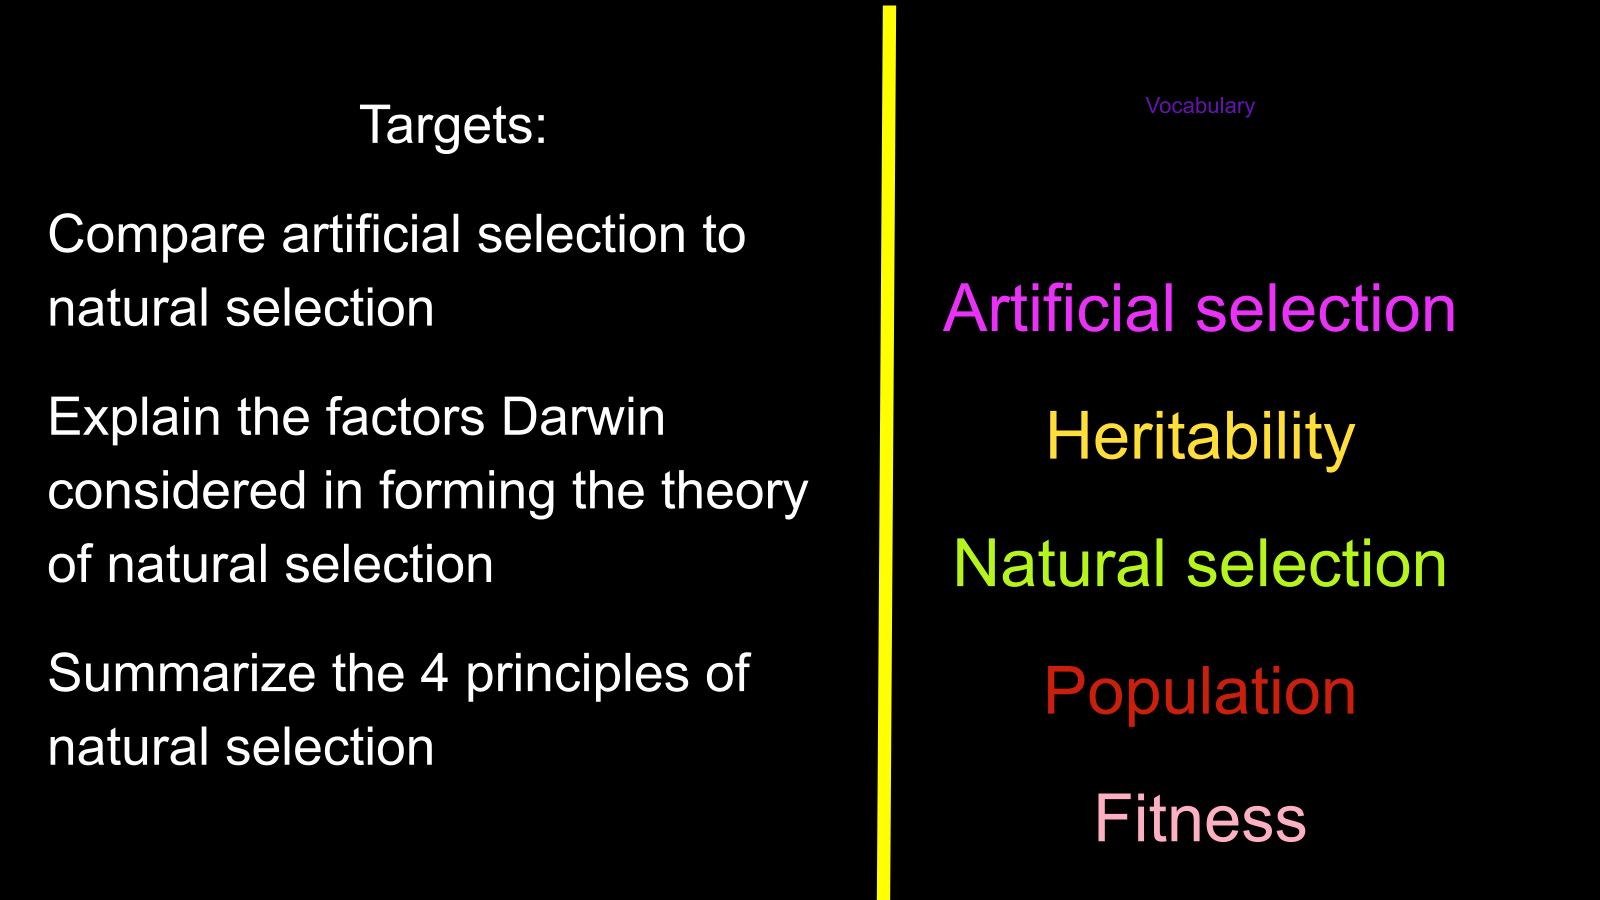 Targets:
Compare artificial selection to
natural selection
Explain the factors Darwin
considered in forming the theory
of natural selection
Summarize the 4 principles of
natural selection
Vocabulary
Artificial selection
Heritability
Natural selection
Population
Fitness